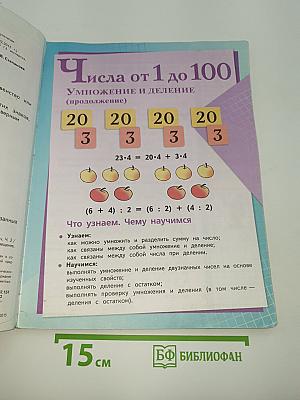 Числа от 1 до 100
Умножение и деление
(продолжение)
20 20 20 20
3 3 3 3
23·4 = 20·4 + 3·4
(6 + 4) : 2 = (6 : 2) + (4 : 2)
Что узнаем. Чему научимся
• Узнаем:
как можно умножить и разделить сумму на число;
как связаны между собой умножение и деление;
как связаны между собой числа при делении.
• Научимся:
выполнять умножение и деление двузначных чисел на основе
изученных свойств;
выполнять деление с остатком;
выполнять проверку умножения и деления (в том числе —
деления с остатком).
15 см
БФ БИБЛИОФАН